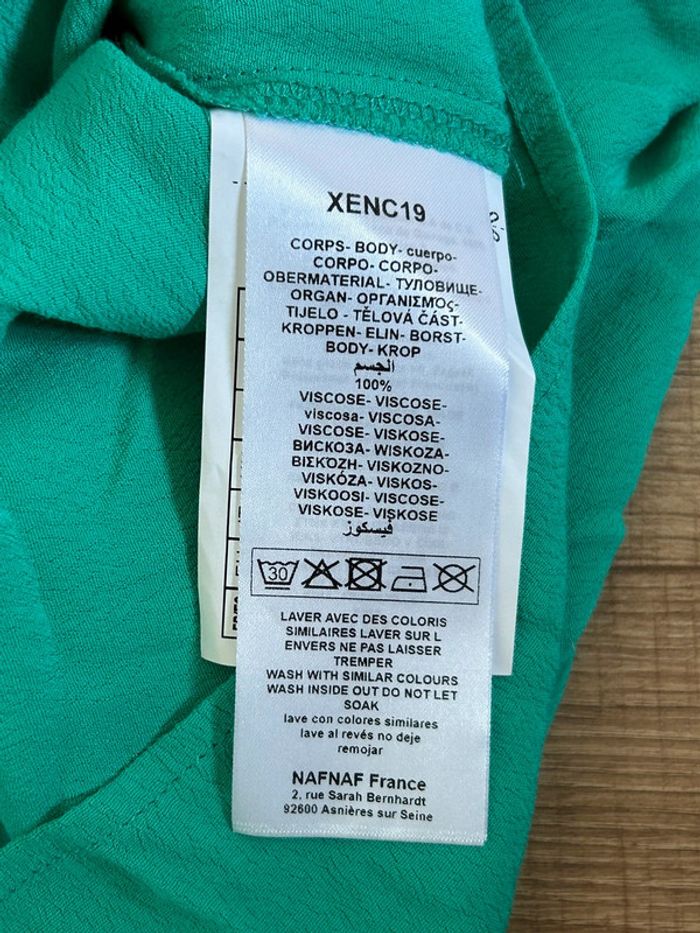 XENC19
CORPS- BODY- cuerpo-
CORPO- CORPO-
OBERMATERIAL- ТУЛОВИЩЕ-
ORGAN- ΟΡΓΑΝΙΣΜΌς-
TIJELO - TĚLOVÁ ČÁST-
KROPPEN- ELIN- BORST-
BODY- KROP
الجسم
100%
VISCOSE- VISCOSE-
viscosa- VISCOSA-
VISCOSE- VISKOSE-
ВИСКОЗА- WISKOZA-
ΒΙΣΚΌΖΗ- VISKOZNO-
VISKÓZA- VISKOS-
VISKOOSI- VISCOSE-
VISKOSE- VISKOSE
فيسكوز
30
LAVER AVEC DES COLORIS
SIMILAIRES LAVER SUR L
ENVERS NE PAS LAISSER
TREMPER
WASH WITH SIMILAR COLOURS
WASH INSIDE OUT DO NOT LET
SOAK
lave con colores similares
lave al revés no deje
remojar
NAFNAF France
2, rue Sarah Bernhardt
92600 Asnières sur Seine